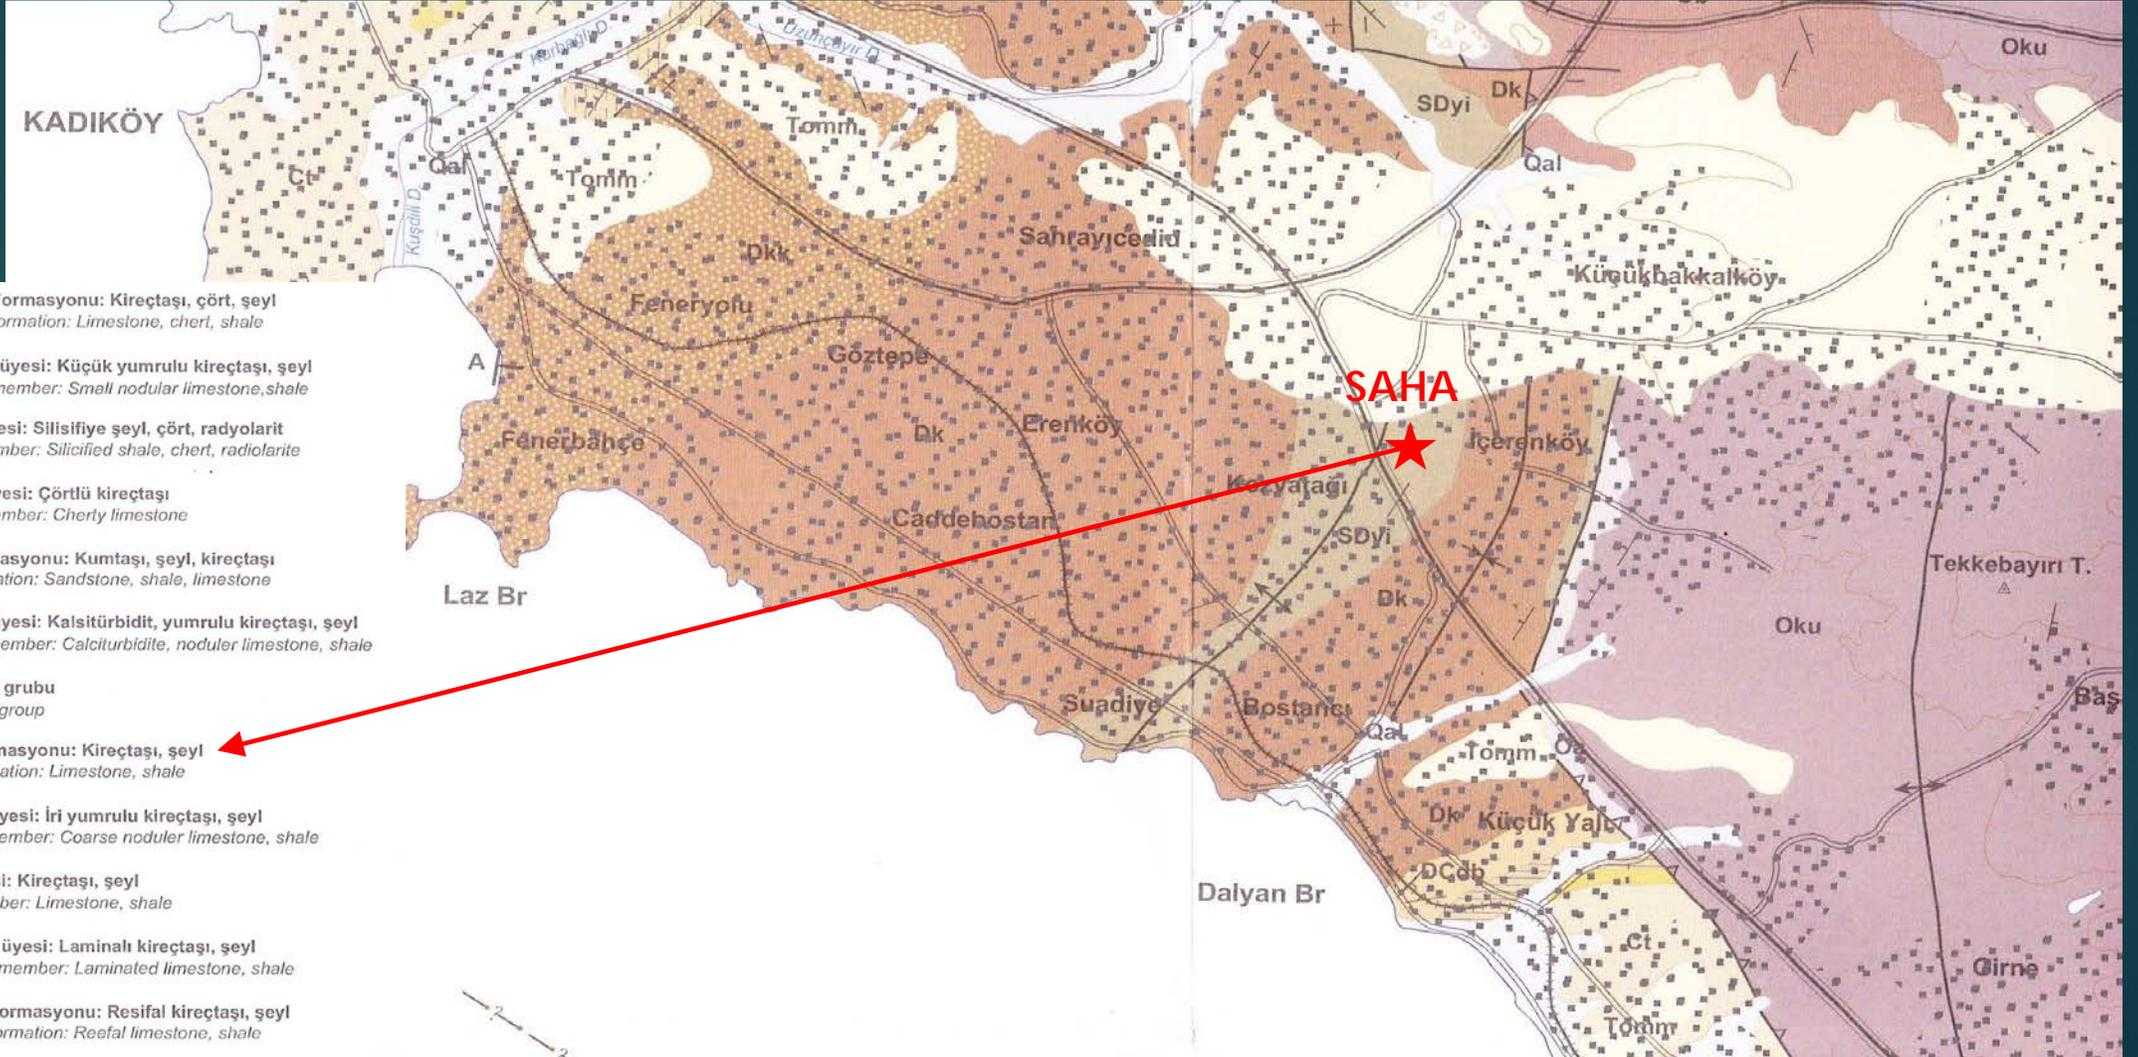 Oku
Kurbağlı D.
Uzunçayır D.
Dk
SDyi
KADIKÖY
Tomm
Qal
Qal
Ct
Tomm
Kuşdili D.
Sahrayıcedid
Dkk
Küçükbakkalköy
Feneryolu
ormasyonu: Kireçtaşı, çört, şeyl
ormation: Limestone, chert, shale
Göztepe
A
üyesi: Küçük yumrulu kireçtaşı, şeyl
member: Small nodular limestone,shale
SAHA
Erenköy
Dk
Fenerbahçe
İçerenköy
esi: Silisifiye şeyl, çört, radyolarit
mber: Silicified shale, chert, radiolarite
Kozyatağı
yesi: Çörtlü kireçtaşı
ember: Cherty limestone
Caddebostan
SDyi
asyonu: Kumtaşı, şeyl, kireçtaşı
ation: Sandstone, shale, limestone
Tekkebayırı T.
Laz Br
Dk
Oku
yesi: Kalsitürbidit, yumrulu kireçtaşı, şeyl
ember: Calciturbidite, noduler limestone, shale
grubu
group
Suadiye
Bostancı
Baş
Qal
masyonu: Kireçtaşı, şeyl
ation: Limestone, shale
Tomm
yesi: İri yumrulu kireçtaşı, şeyl
ember: Coarse noduler limestone, shale
Dk
Küçük Yalı
DCdb
i: Kireçtaşı, şeyl
ber: Limestone, shale
Dalyan Br
üyesi: Laminalı kireçtaşı, şeyl
member: Laminated limestone, shale
Ct
Girne
ormasyonu: Resifal kireçtaşı, şeyl
ormation: Reefal limestone, shale
?
?
Tomm